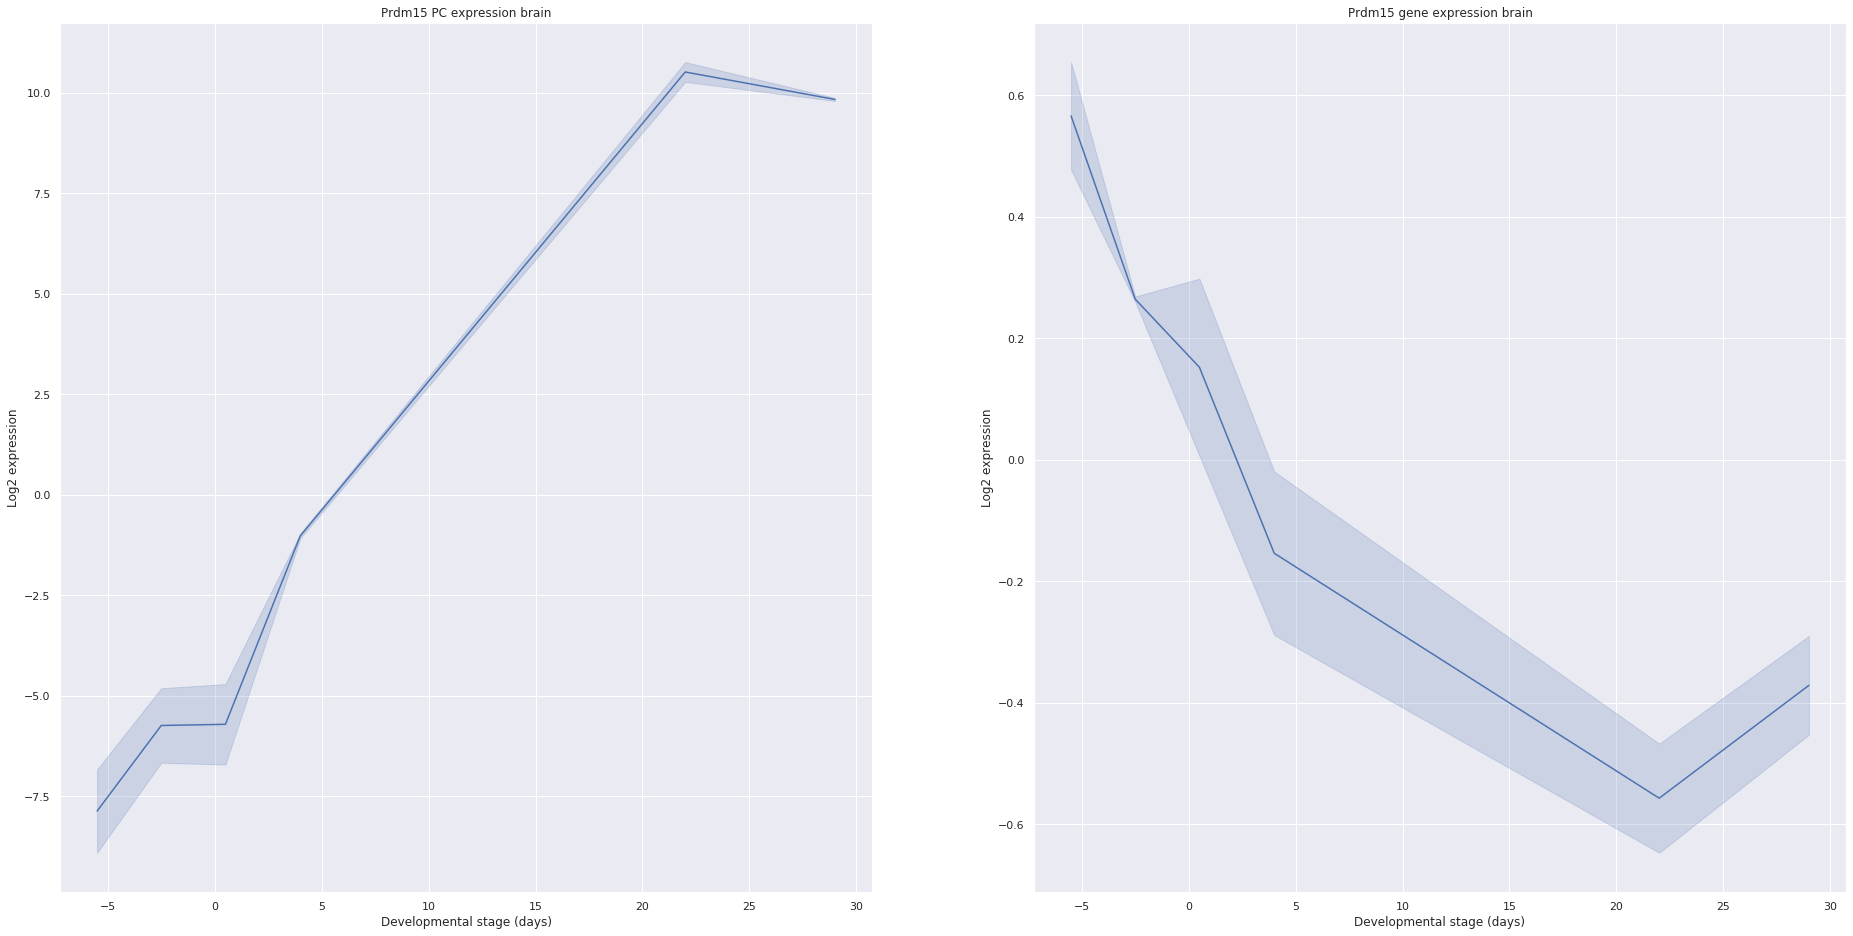 Prdm15 PC expression brain
Log2 expression
10.0
7.5
5.0
2.5
0.0
−2.5
−5.0
−7.5
−5 0 5 10 15 20 25 30
Developmental stage (days)
Prdm15 gene expression brain
Log2 expression
0.6
0.4
0.2
0.0
−0.2
−0.4
−0.6
−5 0 5 10 15 20 25 30
Developmental stage (days)